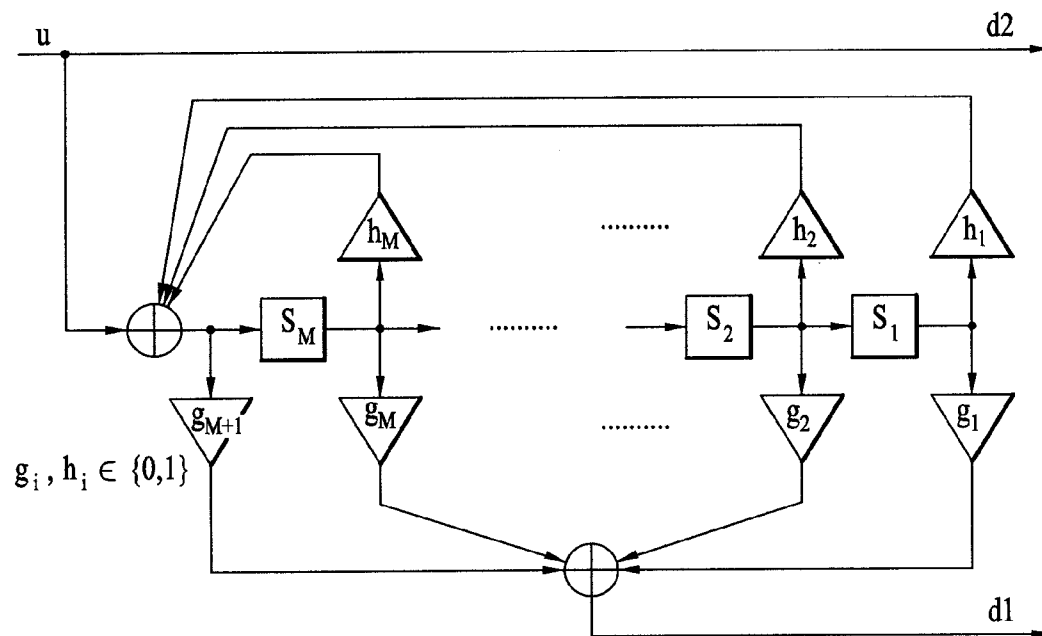 u d2
h_M ......... h_2 h_1
S_M ......... S_2 S_1
g_{M+1} g_M ......... g_2 g_1
g_i, h_i ∈ {0,1}
d1